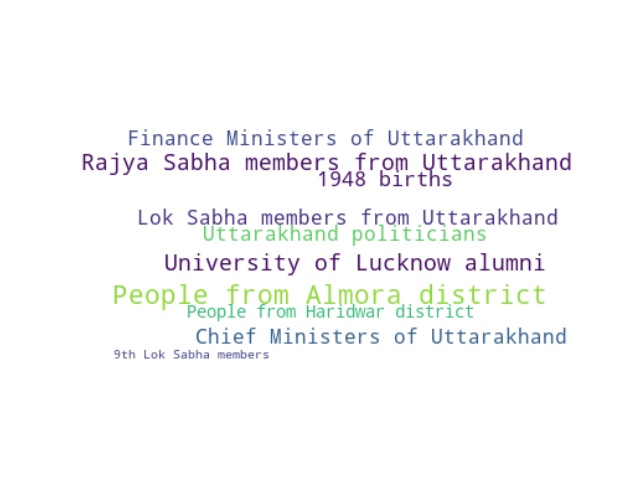 Finance Ministers of Uttarakhand
Rajya Sabha members from Uttarakhand
1948 births
Lok Sabha members from Uttarakhand
Uttarakhand politicians
University of Lucknow alumni
People from Almora district
People from Haridwar district
Chief Ministers of Uttarakhand
9th Lok Sabha members